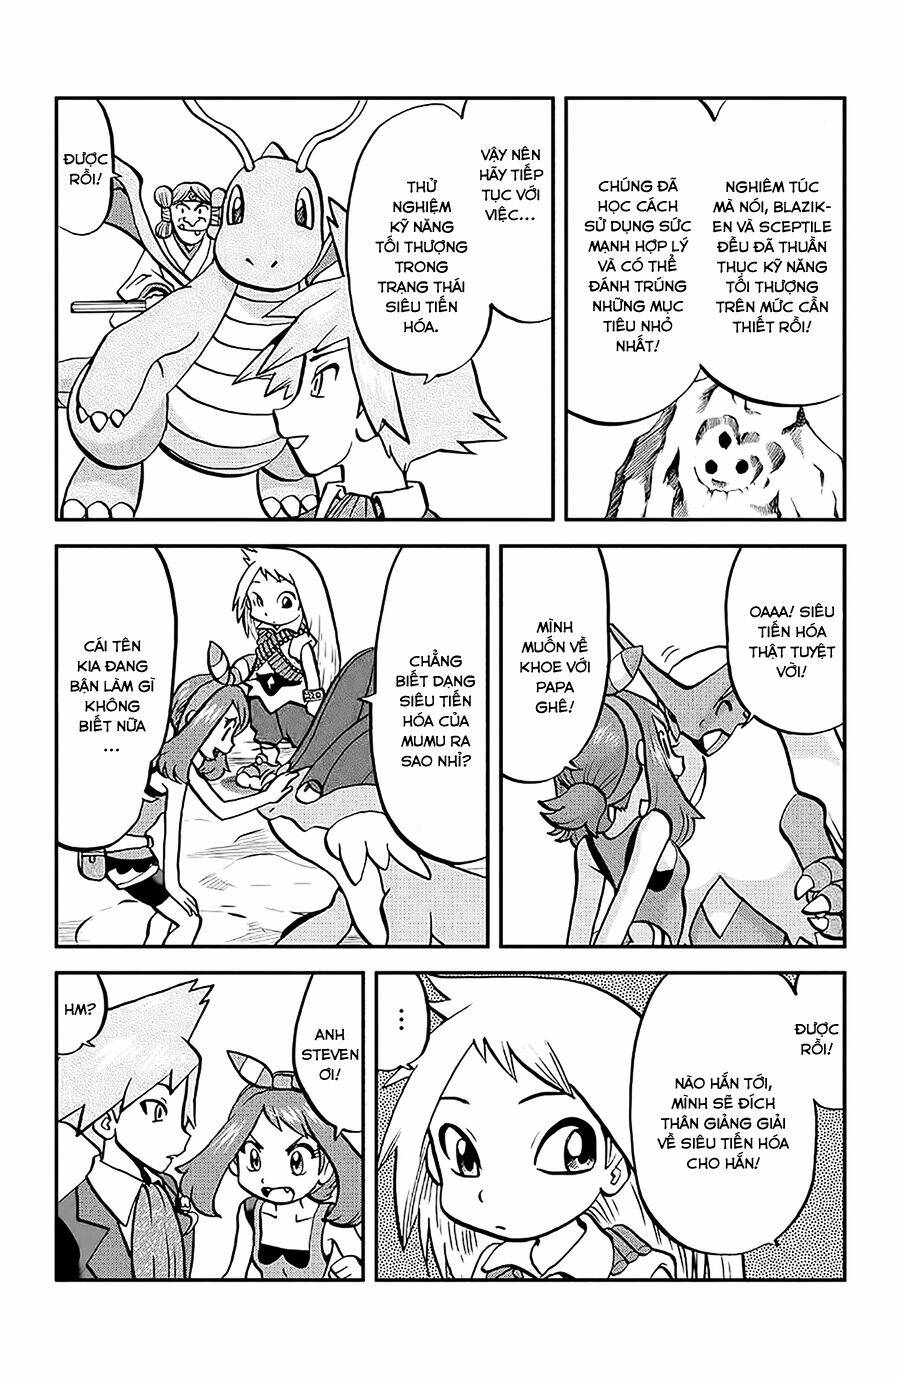 NGHIÊM TÚC
MÀ NÓI, BLAZIK-
EN VÀ SCEPTILE
ĐỀU ĐÃ THUẦN
THỤC KỸ NĂNG
TỐI THƯỢNG
TRÊN MỨC CẦN
THIẾT RỒI!
CHÚNG ĐÃ
HỌC CÁCH
SỬ DỤNG SỨC
MẠNH HỢP LÝ
VÀ CÓ THỂ
ĐÁNH TRÚNG
NHỮNG MỤC
TIÊU NHỎ
NHẤT!
VẬY NÊN
HÃY TIẾP
TỤC VỚI
VIỆC...
THỬ
NGHIỆM
KỸ NĂNG
TỐI THƯỢNG
TRONG
TRẠNG THÁI
SIÊU TIẾN
HÓA.
ĐƯỢC
RỒI!
OAAA! SIÊU
TIẾN HÓA
THẬT TUYỆT
VỜI!
MÌNH
MUỐN VỀ
KHOE VỚI
PAPA
GHÊ!
CHẲNG
BIẾT DẠNG
SIÊU TIẾN
HÓA CỦA
MUMU RA
SAO NHỈ?
CÁI TÊN
KIA ĐANG
BẬN LÀM GÌ
KHÔNG
BIẾT NỮA
...
ĐƯỢC
RỒI!
NÀO HẮN TỚI,
MÌNH SẼ ĐÍCH
THÂN GIẢNG GIẢI
VỀ SIÊU TIẾN HÓA
CHO HẮN!
...
ANH
STEVEN
ƠI!
HM?